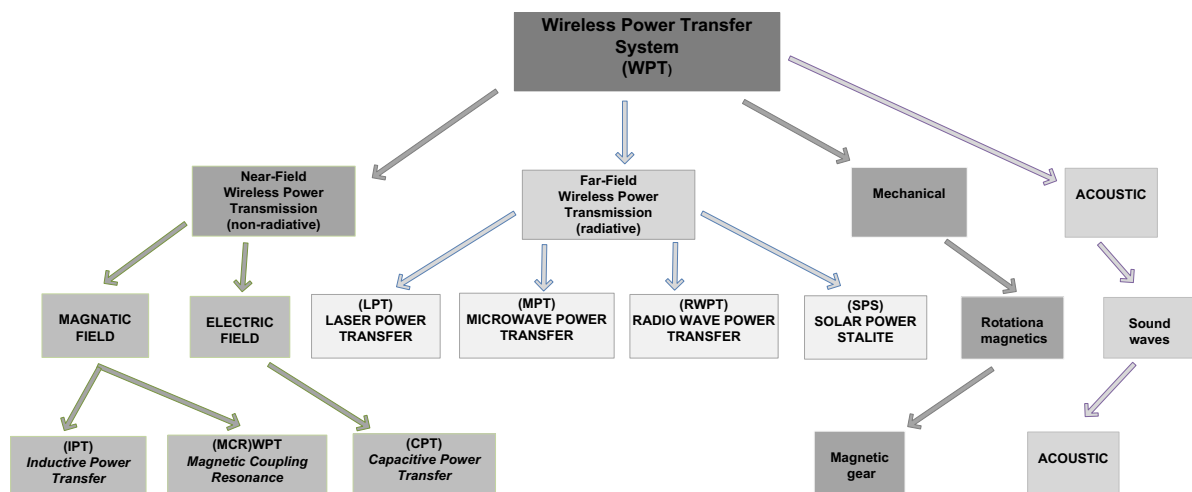 Wireless Power Transfer
System
(WPT)
Near-Field
Wireless Power
Transmission
(non-radiative)
Far-Field
Wireless Power
Transmission
(radiative)
Mechanical
ACOUSTIC
MAGNATIC
FIELD
ELECTRIC
FIELD
(LPT)
LASER POWER
TRANSFER
(MPT)
MICROWAVE POWER
TRANSFER
(RWPT)
RADIO WAVE POWER
TRANSFER
(SPS)
SOLAR POWER
STALITE
Rotationa
magnetics
Sound
waves
(IPT)
Inductive Power
Transfer
(MCR)WPT
Magnetic Coupling
Resonance
(CPT)
Capacitive Power
Transfer
Magnetic
gear
ACOUSTIC